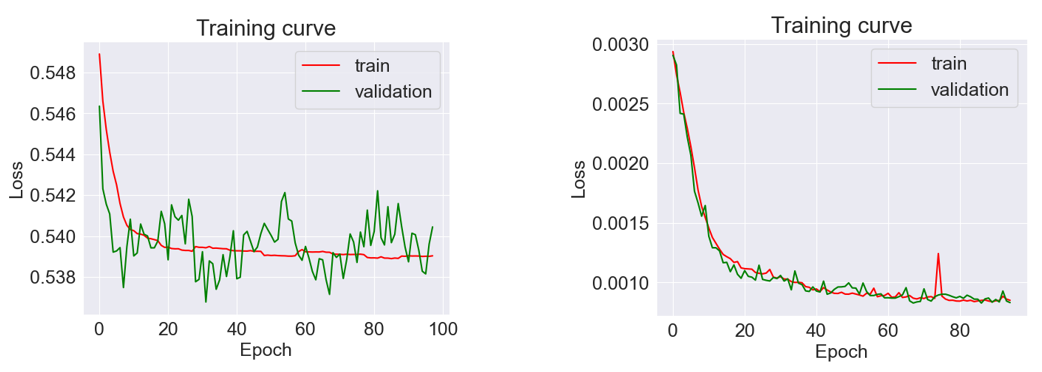 Training curve
train
validation
0.548
0.546
0.544
0.542
0.540
0.538
Loss
0 20 40 60 80 100
Epoch
Training curve
train
validation
0.0030
0.0025
0.0020
0.0015
0.0010
Loss
0 20 40 60 80
Epoch